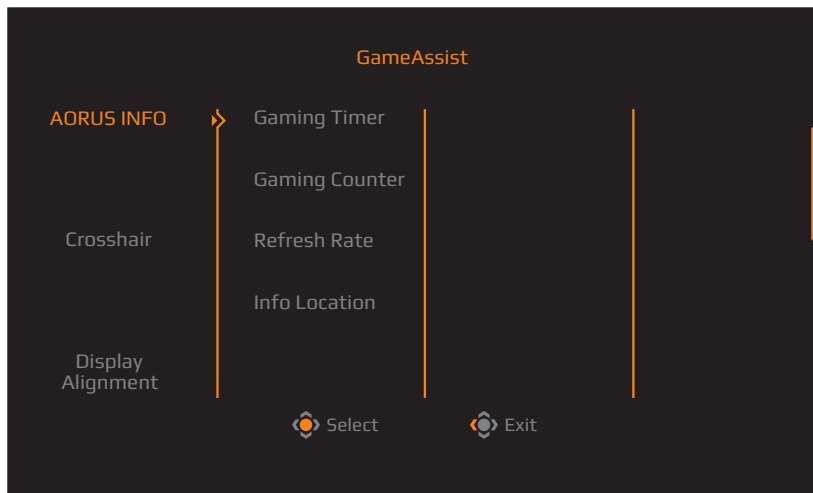 GameAssist
AORUS INFO
Gaming Timer
Gaming Counter
Crosshair
Refresh Rate
Info Location
Display
Alignment
Select
Exit